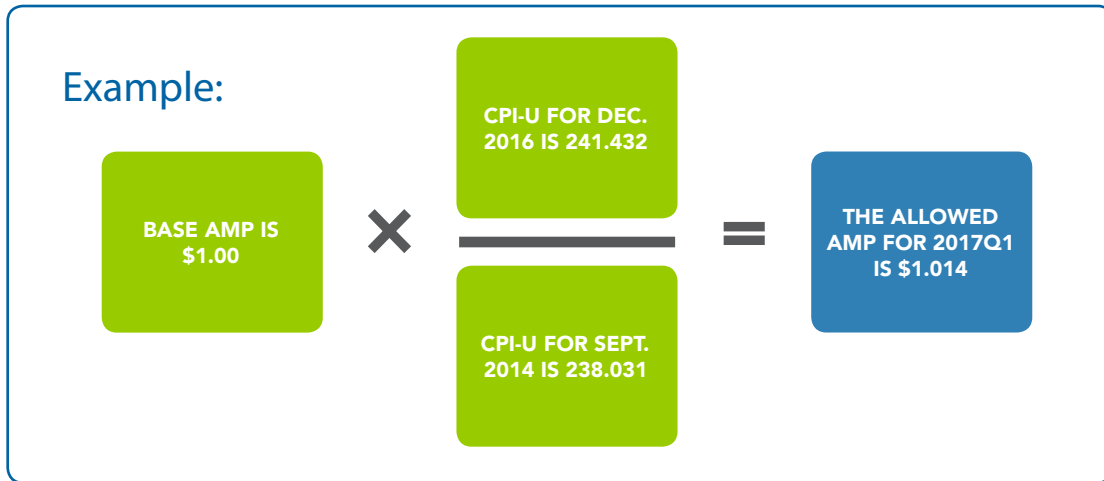 Example:
BASE AMP IS
$1.00
×
CPI-U FOR DEC.
2016 IS 241.432
CPI-U FOR SEPT.
2014 IS 238.031
=
THE ALLOWED
AMP FOR 2017Q1
IS $1.014